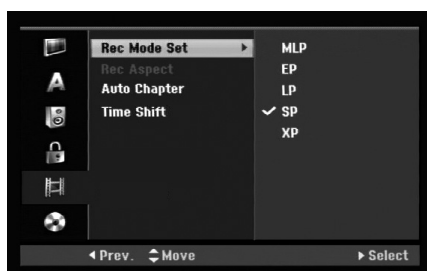 Rec Mode Set
Rec Aspect
Auto Chapter
Time Shift
MLP
EP
LP
SP
XP
A
Prev. Move Select